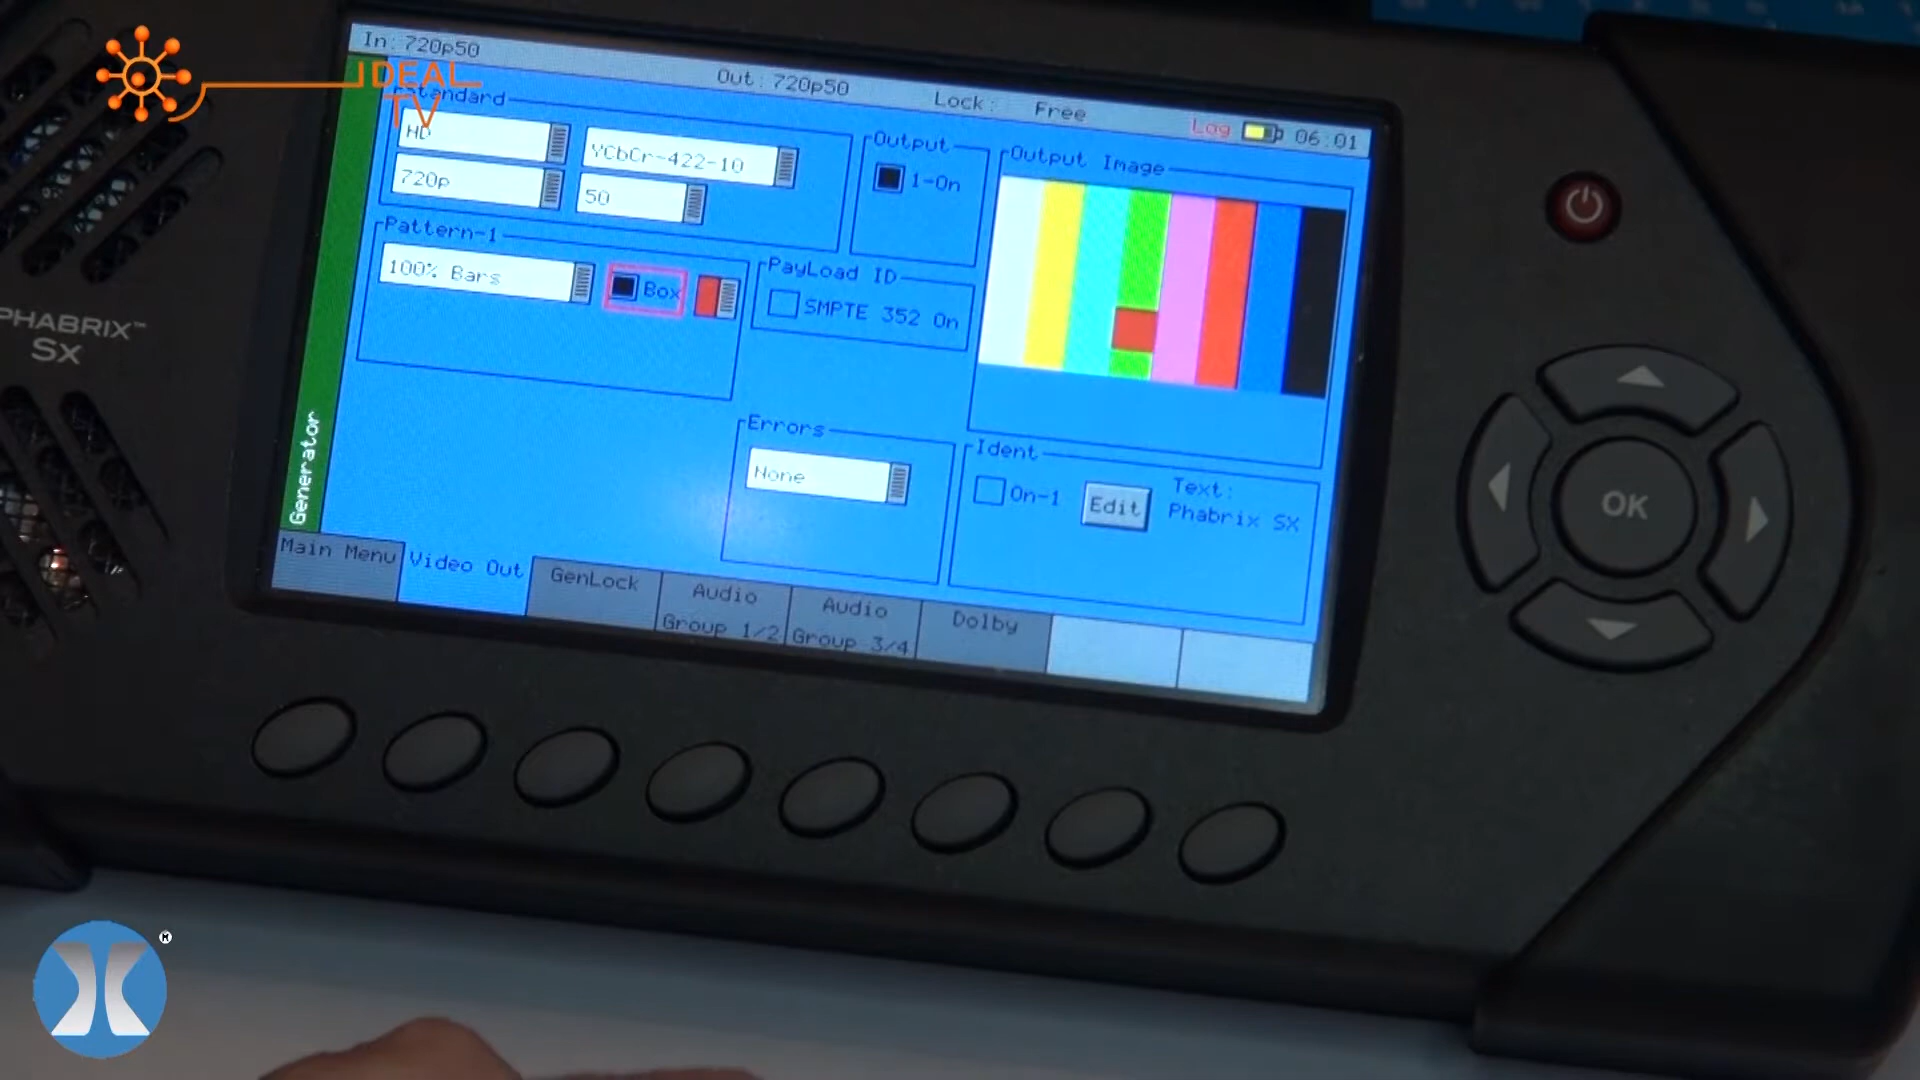 IDEAL
TV
In: 720p50
Out: 720p50
Lock: Free
Log
06:01
Standard
HD
YCbCr-422-10
720p
50
Output
1-On
Output Image
Pattern-1
100% Bars
Box
PayLoad ID
SMPTE 352 On
Errors
None
Ident
On-1
Edit
Text:
Phabrix SX
Generator
Main Menu
Video Out
GenLock
Audio
Group 1/2
Audio
Group 3/4
Dolby
PHABRIX™
SX
OK